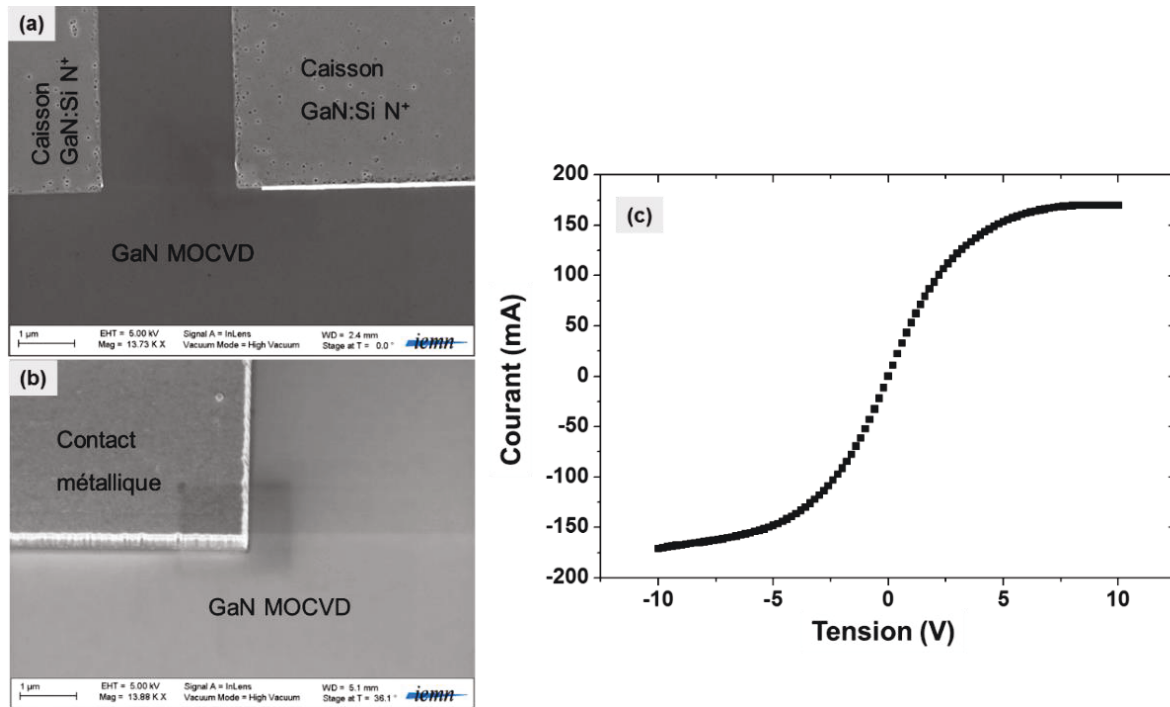 (a)
Caisson
GaN:Si N⁺
Caisson
GaN:Si N⁺
GaN MOCVD
1 µm
EHT = 5.00 kV
Mag = 13.73 K X
Signal A = InLens
Vacuum Mode = High Vacuum
WD = 2.4 mm
Stage at T = 0.0 °
iemn
(b)
Contact
métallique
GaN MOCVD
1 µm
EHT = 5.00 kV
Mag = 13.88 K X
Signal A = InLens
Vacuum Mode = High Vacuum
WD = 5.1 mm
Stage at T = 36.1 °
iemn
(c)
Courant (mA)
200
150
100
50
0
-50
-100
-150
-200
-10
-5
0
5
10
Tension (V)